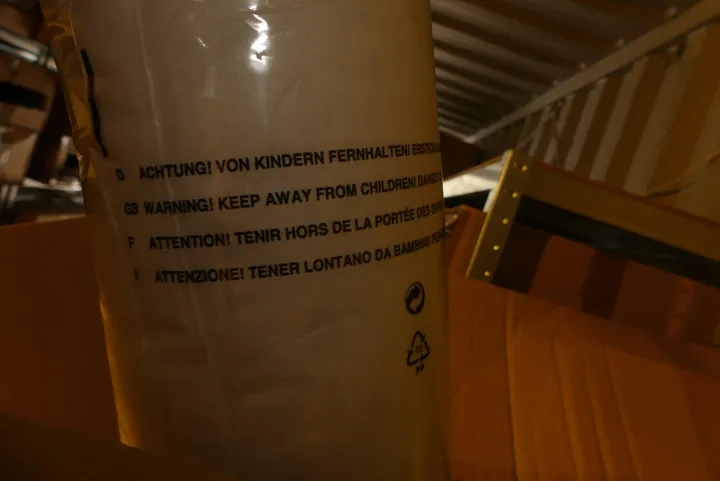 D ACHTUNG! VON KINDERN FERNHALTEN!
GB WARNING! KEEP AWAY FROM CHILDREN!
F ATTENTION! TENIR HORS DE LA PORTÉE DES
I ATTENZIONE! TENER LONTANO DA BAMBINI!